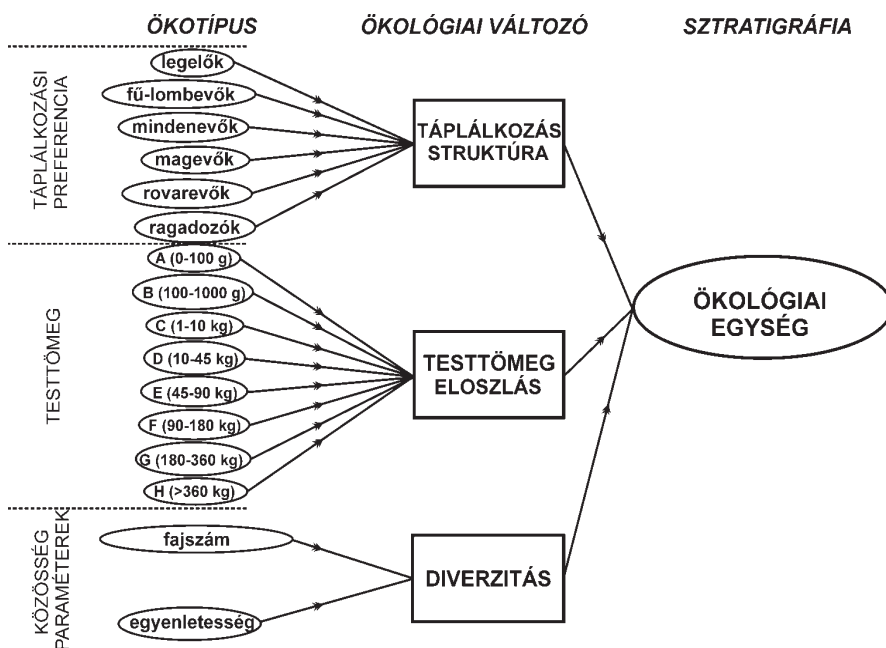 ÖKOTÍPUS
ÖKOLÓGIAI VÁLTOZÓ
SZTRATIGRÁFIA
TÁPLÁLKOZÁSI
PREFERENCIA
legelők
fű-lombevők
mindenevők
magevők
rovarevők
ragadozók
TÁPLÁLKOZÁS
STRUKTÚRA
TESTTÖMEG
A (0-100 g)
B (100-1000 g)
C (1-10 kg)
D (10-45 kg)
E (45-90 kg)
F (90-180 kg)
G (180-360 kg)
H (>360 kg)
TESTTÖMEG
ELOSZLÁS
ÖKOLÓGIAI
EGYSÉG
KÖZÖSSÉG
PARAMÉTEREK
fajszám
egyenletesség
DIVERZITÁS